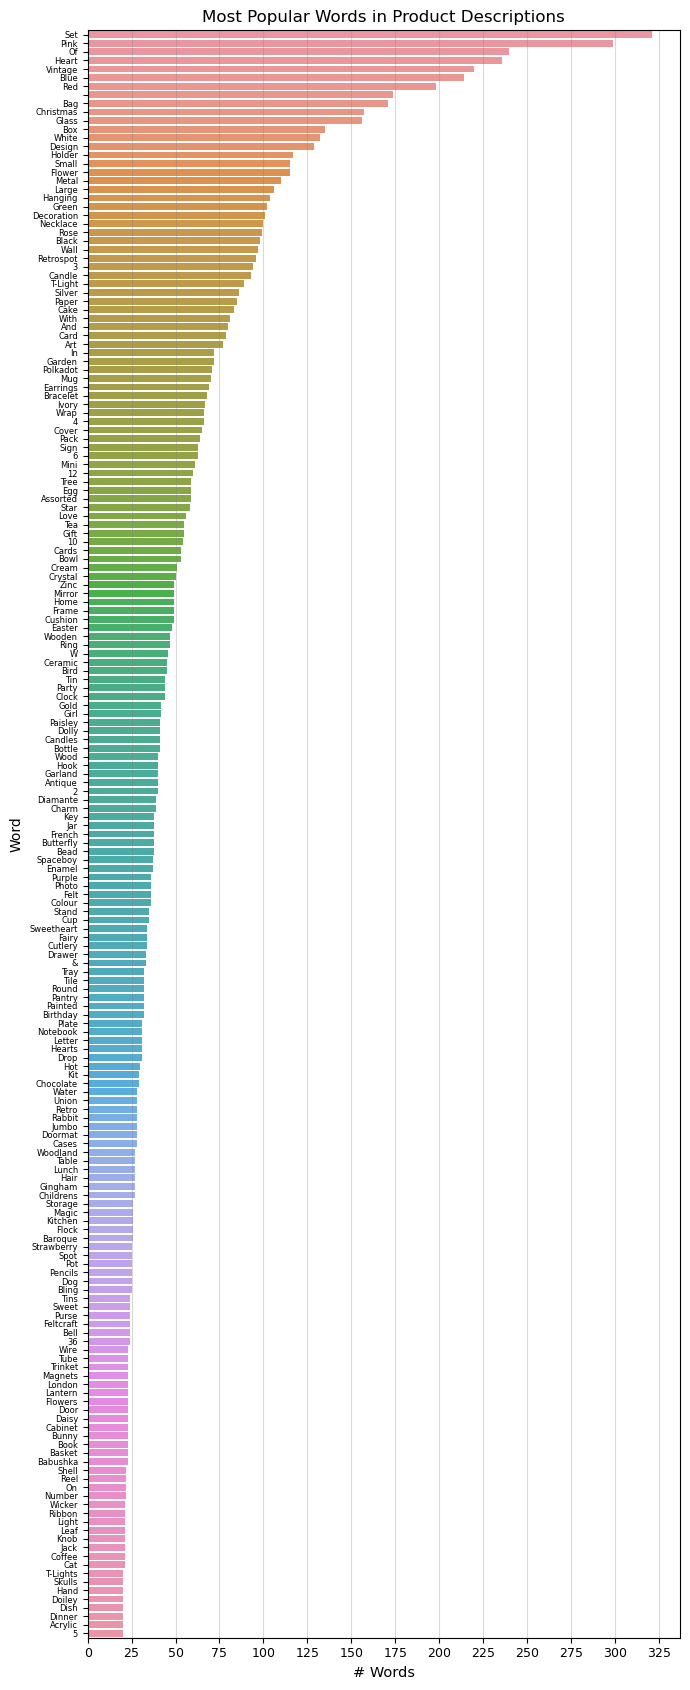 Most Popular Words in Product Descriptions
Set
Pink
Of
Heart
Vintage
Blue
Red
Bag
Christmas
Glass
Box
White
Design
Holder
Small
Flower
Metal
Large
Hanging
Green
Decoration
Necklace
Rose
Black
Wall
Retrospot
3
Candle
T-Light
Silver
Paper
Cake
With
And
Card
Art
In
Garden
Polkadot
Mug
Earrings
Bracelet
Ivory
Wrap
4
Cover
Pack
Sign
6
Mini
12
Tree
Egg
Assorted
Star
Love
Tea
Gift
10
Cards
Bowl
Cream
Crystal
Zinc
Mirror
Home
Frame
Cushion
Easter
Wooden
Ring
W
Ceramic
Bird
Tin
Party
Clock
Gold
Girl
Paisley
Dolly
Candles
Bottle
Wood
Hook
Garland
Antique
2
Diamante
Charm
Key
Jar
French
Butterfly
Bead
Spaceboy
Enamel
Purple
Photo
Felt
Colour
Stand
Cup
Sweetheart
Fairy
Cutlery
Drawer
&
Tray
Tile
Round
Pantry
Painted
Birthday
Plate
Notebook
Letter
Hearts
Drop
Hot
Kit
Chocolate
Water
Union
Retro
Rabbit
Jumbo
Doormat
Cases
Woodland
Table
Lunch
Hair
Gingham
Childrens
Storage
Magic
Kitchen
Flock
Baroque
Strawberry
Spot
Pot
Pencils
Dog
Bling
Tins
Sweet
Purse
Feltcraft
Bell
36
Wire
Tube
Trinket
Magnets
London
Lantern
Flowers
Door
Daisy
Cabinet
Bunny
Book
Basket
Babushka
Shell
Reel
On
Number
Wicker
Ribbon
Light
Leaf
Knob
Jack
Coffee
Cat
T-Lights
Skulls
Hand
Doiley
Dish
Dinner
Acrylic
5
Word
0 25 50 75 100 125 150 175 200 225 250 275 300 325
# Words